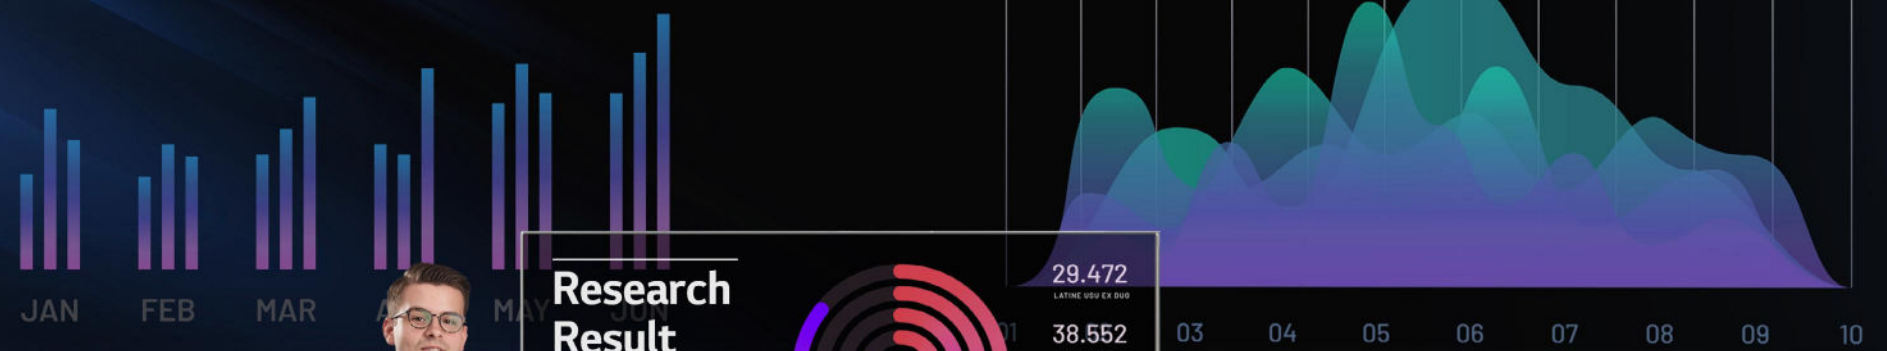 JAN FEB MAR MAY JUN
Research
Result
29.472
LATINE USU EX DUO
38.552
03 04 05 06 07 08 09 10